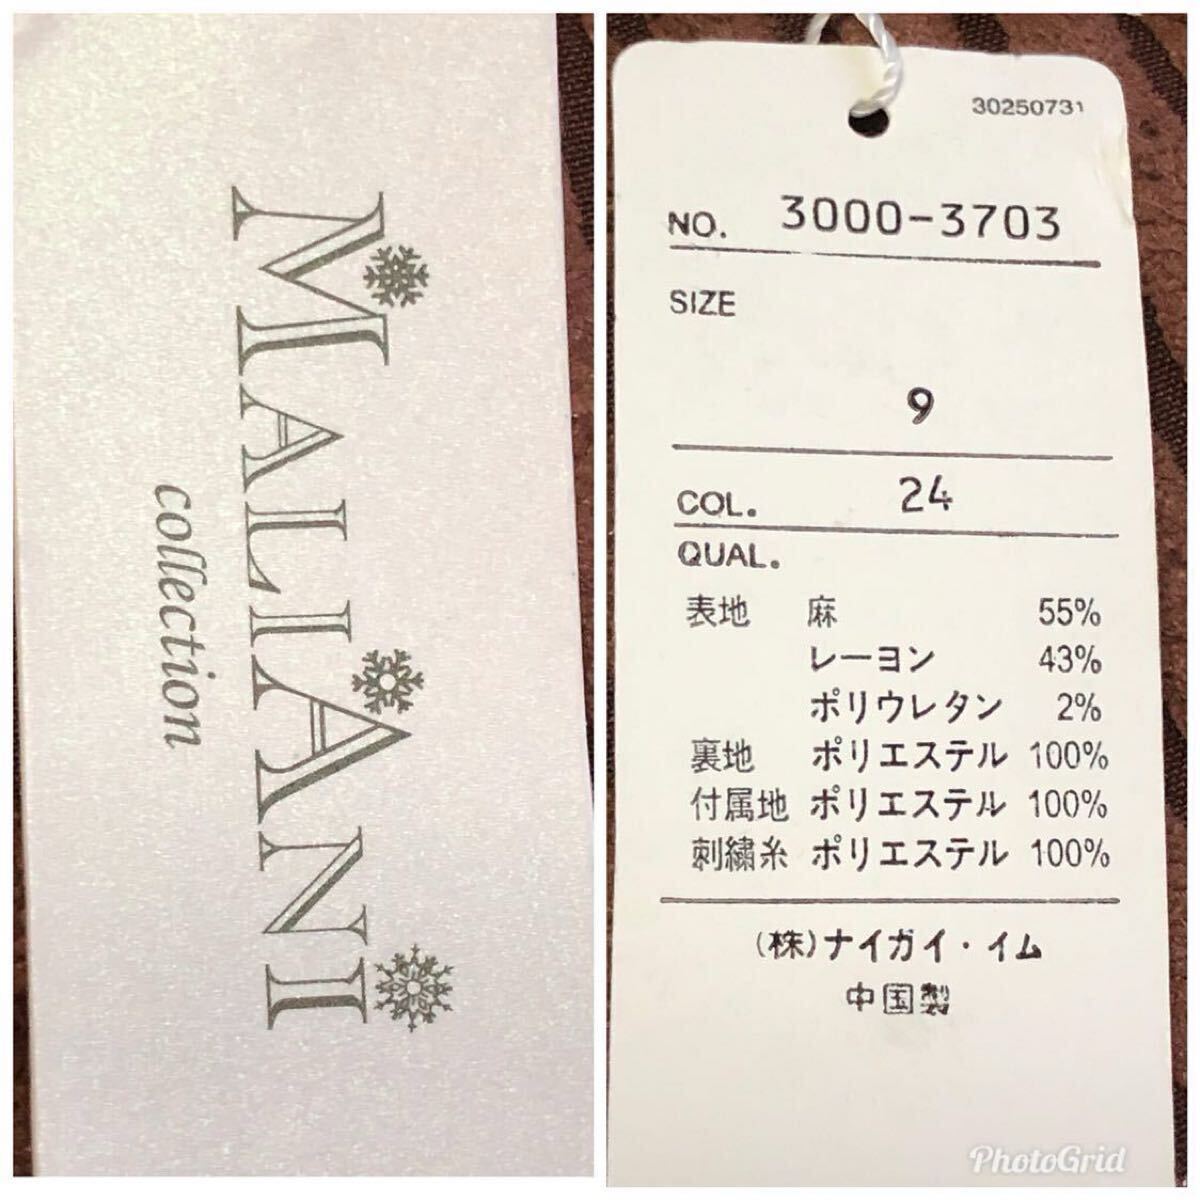 MALIANI
collection
30250731
NO. 3000-3703
SIZE
9
COL. 24
QUAL.
表地 麻 55%
レーヨン 43%
ポリウレタン 2%
裏地 ポリエステル 100%
付属地 ポリエステル 100%
刺繍糸 ポリエステル 100%
(株)ナイガイ・イム
中国製
PhotoGrid